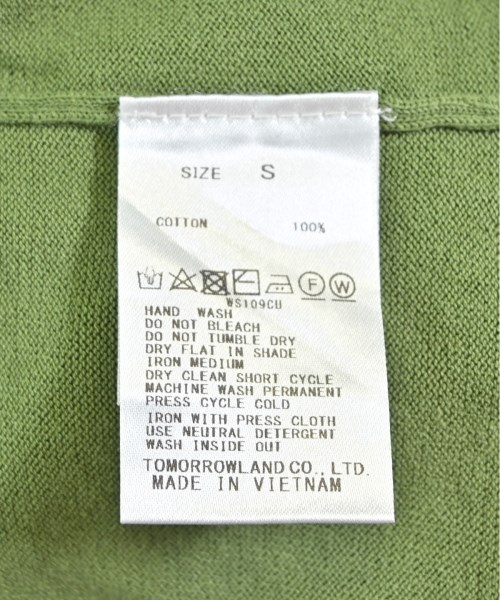 SIZE S
COTTON 100%
F W
WS109CU
HAND WASH
DO NOT BLEACH
DO NOT TUMBLE DRY
DRY FLAT IN SHADE
IRON MEDIUM
DRY CLEAN SHORT CYCLE
MACHINE WASH PERMANENT
PRESS CYCLE COLD
IRON WITH PRESS CLOTH
USE NEUTRAL DETERGENT
WASH INSIDE OUT
TOMORROWLAND CO., LTD.
MADE IN VIETNAM